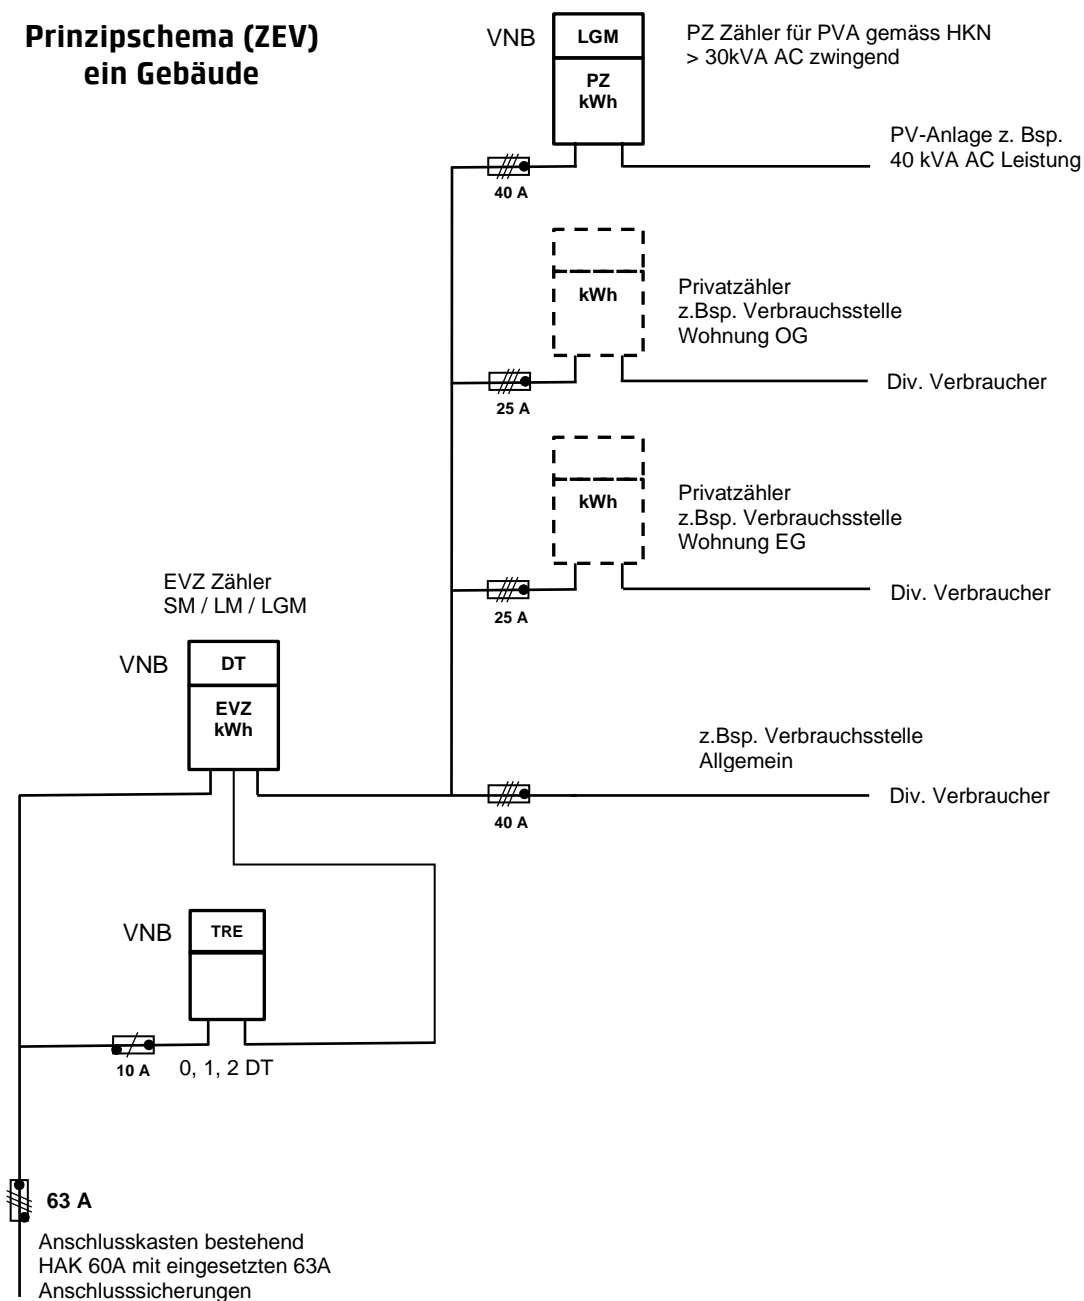 Prinzipschema (ZEV)
ein Gebäude
VNB
LGM
PZ
kWh
PZ Zähler für PVA gemäss HKN
> 30kVA AC zwingend
PV-Anlage z. Bsp.
40 kVA AC Leistung
40 A
kWh
Privatzähler
z.Bsp. Verbrauchsstelle
Wohnung OG
Div. Verbraucher
25 A
kWh
Privatzähler
z.Bsp. Verbrauchsstelle
Wohnung EG
Div. Verbraucher
25 A
EVZ Zähler
SM / LM / LGM
VNB
DT
EVZ
kWh
z.Bsp. Verbrauchsstelle
Allgemein
Div. Verbraucher
40 A
VNB
TRE
10 A
0, 1, 2 DT
63 A
Anschlusskasten bestehend
HAK 60A mit eingesetzten 63A
Anschlusssicherungen